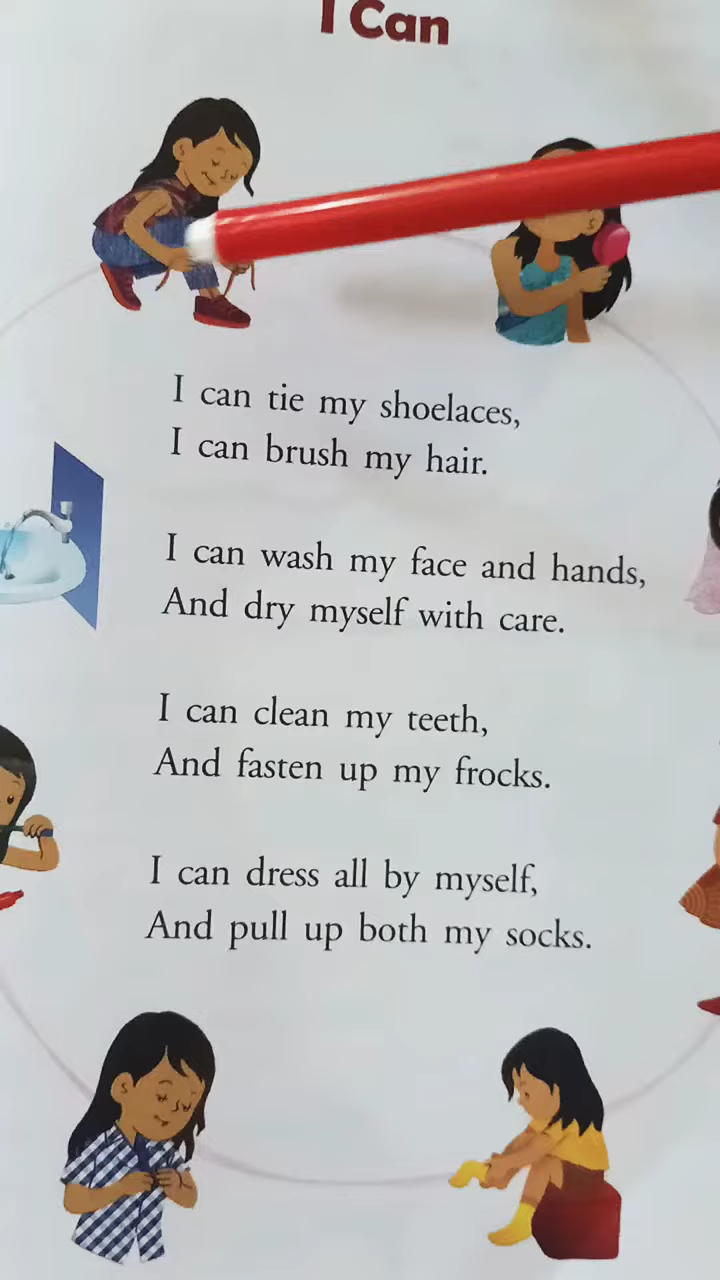 I Can
I can tie my shoelaces,
I can brush my hair.
I can wash my face and hands,
And dry myself with care.
I can clean my teeth,
And fasten up my frocks.
I can dress all by myself,
And pull up both my socks.